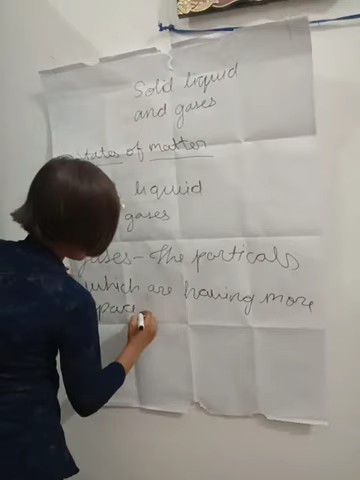 Solid liquid
and gases
states of matter
liquid
gases
gases - The particals
which are having more